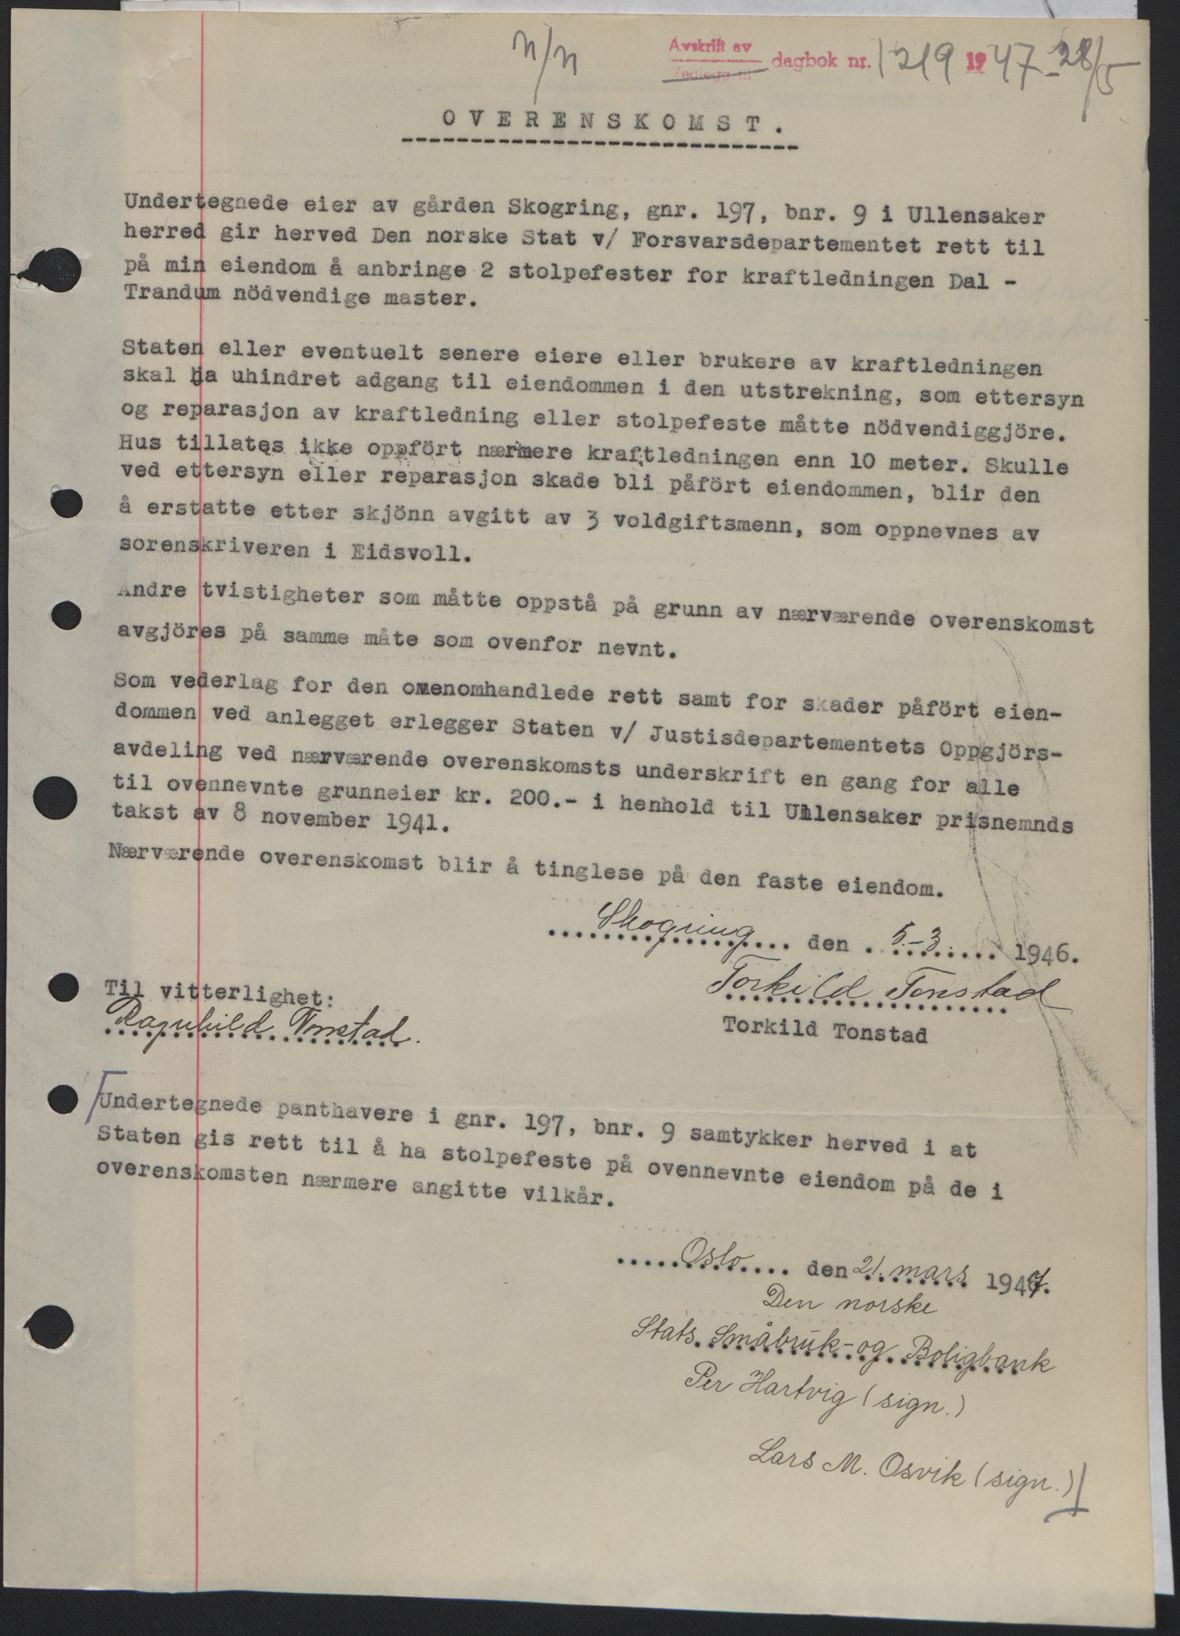 n/n
Avskrift av
dagbok nr. 1219 1947-28/5
OVERENSKOMST.
Undertegnede eier av gården Skogring, gnr. 197, bnr. 9 i Ullensaker
herred gir herved Den norske Stat v/ Forsvarsdepartementet rett til
på min eiendom å anbringe 2 stolpefester for kraftledningen Dal -
Trandum nödvendige master.
Staten eller eventuelt senere eiere eller brukere av kraftledningen
skal ha uhindret adgang til eiendommen i den utstrekning, som ettersyn
og reparasjon av kraftledning eller stolpefeste måtte nödvendiggjöre.
Hus tillates ikke oppfört nærmere kraftledningen enn 10 meter. Skulle
ved ettersyn eller reparasjon skade bli påfört eiendommen, blir den
å erstatte etter skjönn avgitt av 3 voldgiftsmenn, som oppnevnes av
sorenskriveren i Eidsvoll.
Andre tvistigheter som måtte oppstå på grunn av nærværende overenskomst
avgjöres på samme måte som ovenfor nevnt.
Som vederlag for den omenomhandlede rett samt for skader påfört eien-
dommen ved anlegget erlegger Staten v/ Justisdepartementets Oppgjörs-
avdeling ved nærværende overenskomsts underskrift en gang for alle
til ovennevnte grunneier kr. 200.- i henhold til Ullensaker prisnemnds
takst av 8 november 1941.
Nærværende overenskomst blir å tinglese på den faste eiendom.
Skogring den 5-3. 1946.
Torkild Tonstad
Til vitterlighet:
Ragnhild Tonstad.
Torkild Tonstad
Undertegnede panthavere i gnr. 197, bnr. 9 samtykker herved i at
Staten gis rett til å ha stolpefeste på ovennevnte eiendom på de i
overenskomsten nærmere angitte vilkår.
Oslo den 21. mars 1947.
Den norske
Stats Småbruk- og Boligbank
Per Hartvig (sign.)
Lars M. Osvik (sign.)